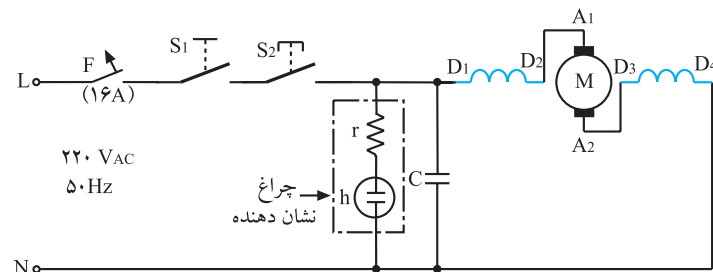 A1
S1
S2
F
D1
D2
D3
D4
L
(۱۶A)
M
A2
r
۲۲۰ VAC
۵۰Hz
چراغ
نشان دهنده
h
C
N